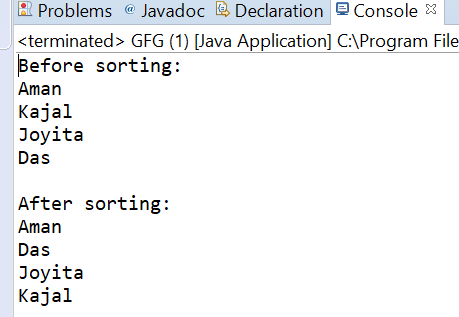 Problems @ Javadoc Declaration Console
<terminated> GFG (1) [Java Application] C:\Program File
Before sorting:
Aman
Kajal
Joyita
Das

After sorting:
Aman
Das
Joyita
Kajal